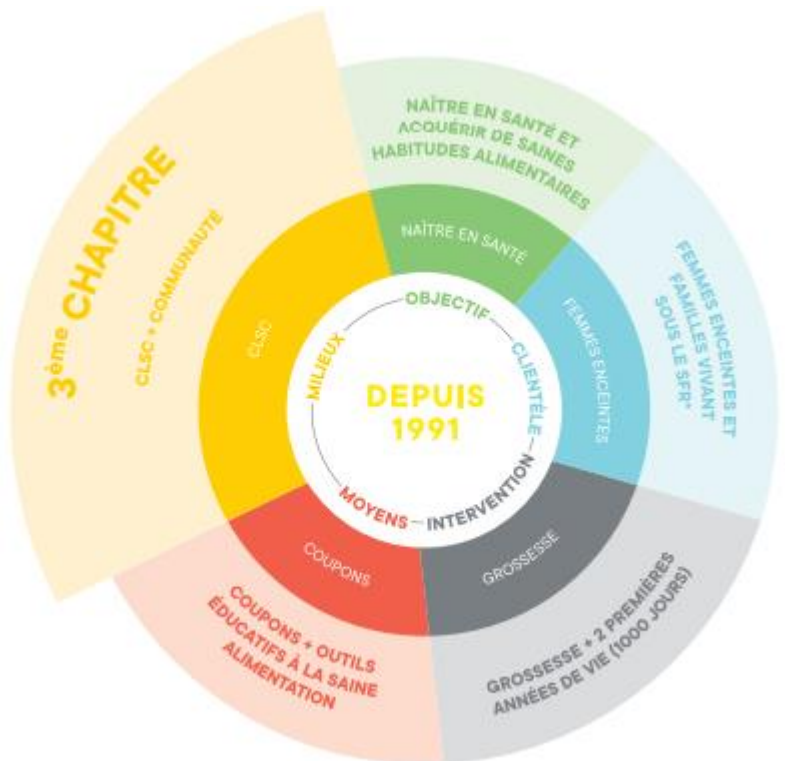 3ème CHAPITRE
CLSC + COMMUNAUTÉ
CLSC
NAÎTRE EN SANTÉ ET
ACQUÉRIR DE SAINES
HABITUDES ALIMENTAIRES
NAÎTRE EN SANTÉ
FEMMES ENCEINTES ET
FAMILLES VIVANT
SOUS LE SFR*
FEMMES ENCEINTES
GROSSESSE
GROSSESSE + 2 PREMIÈRES
ANNÉES DE VIE (1000 JOURS)
COUPONS
COUPONS + OUTILS
ÉDUCATIFS À LA SAINE
ALIMENTATION
OBJECTIF
CLIENTÈLE
INTERVENTION
MOYENS
MILIEUX
DEPUIS
1991